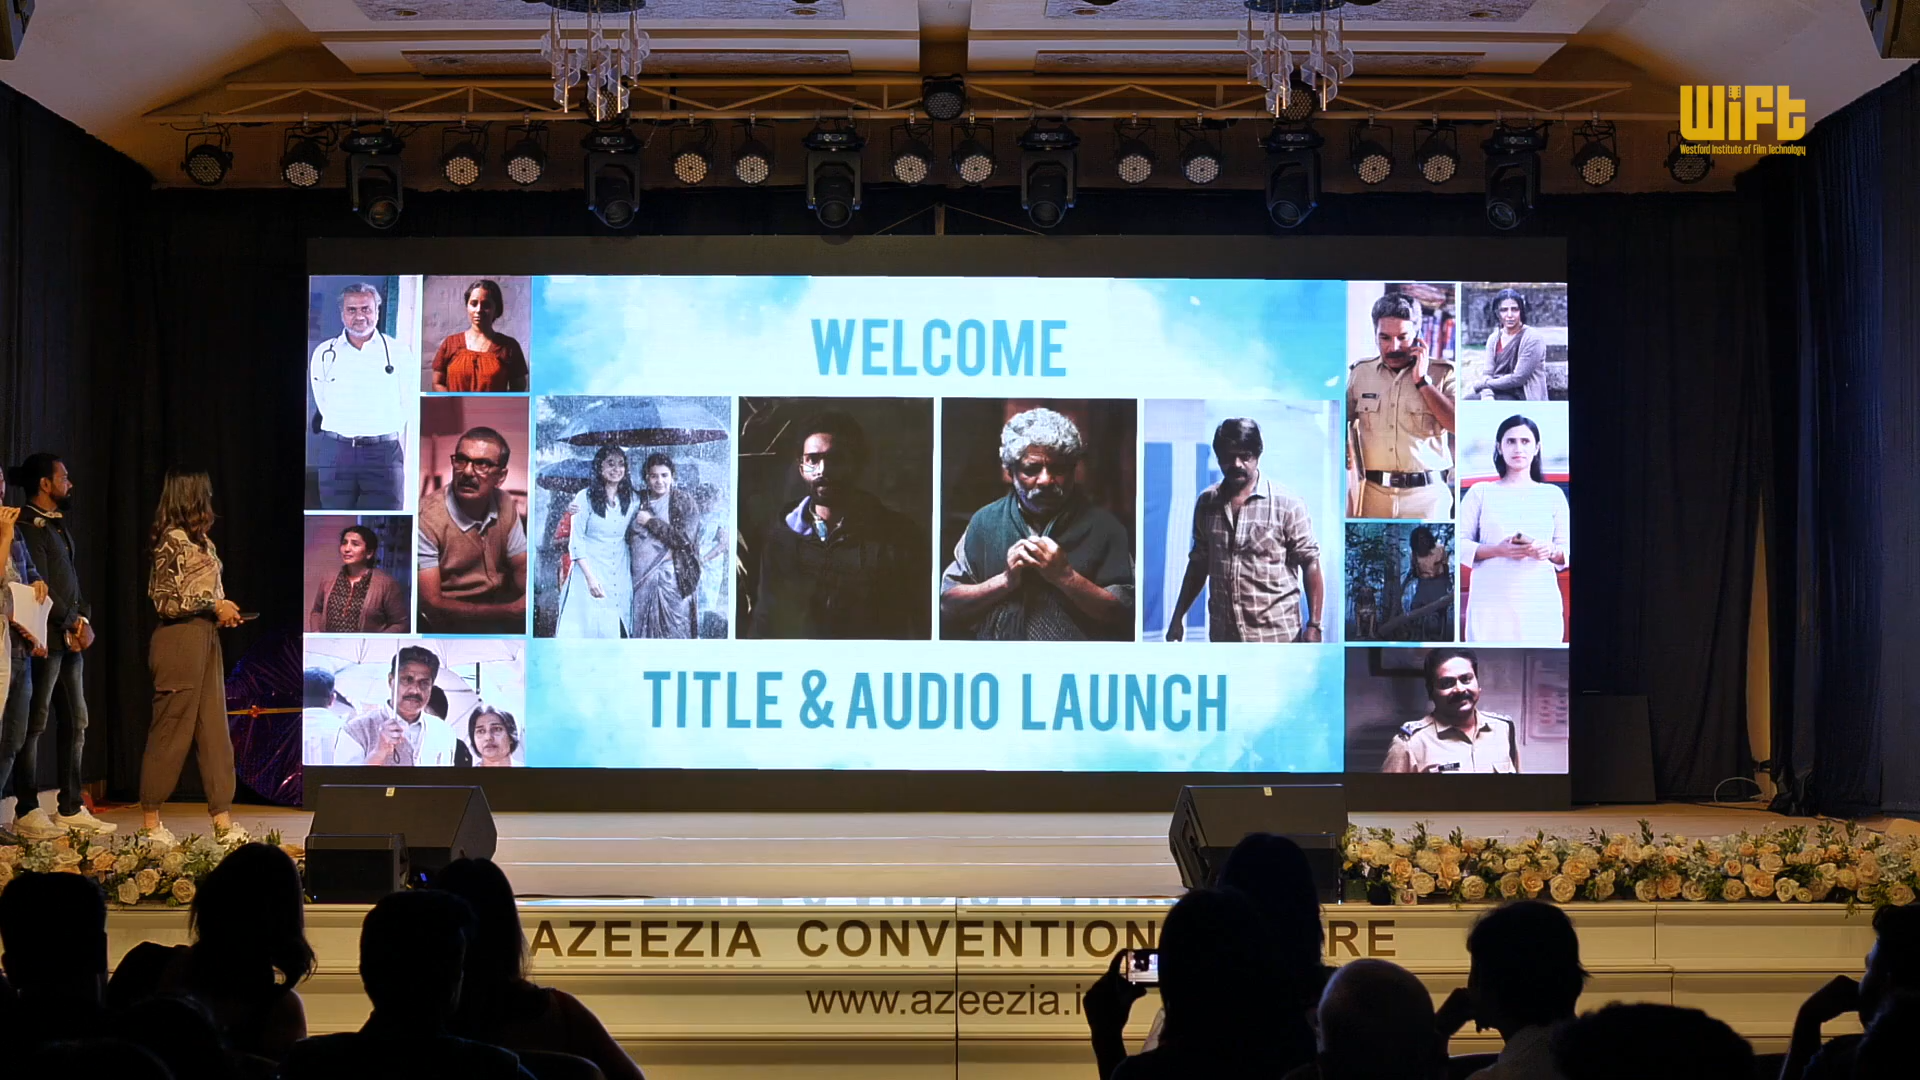 WiFt
Westford Institute of Film Technology
WELCOME
TITLE & AUDIO LAUNCH
AZEEZIA CONVENTION RE
www.azeezia.i